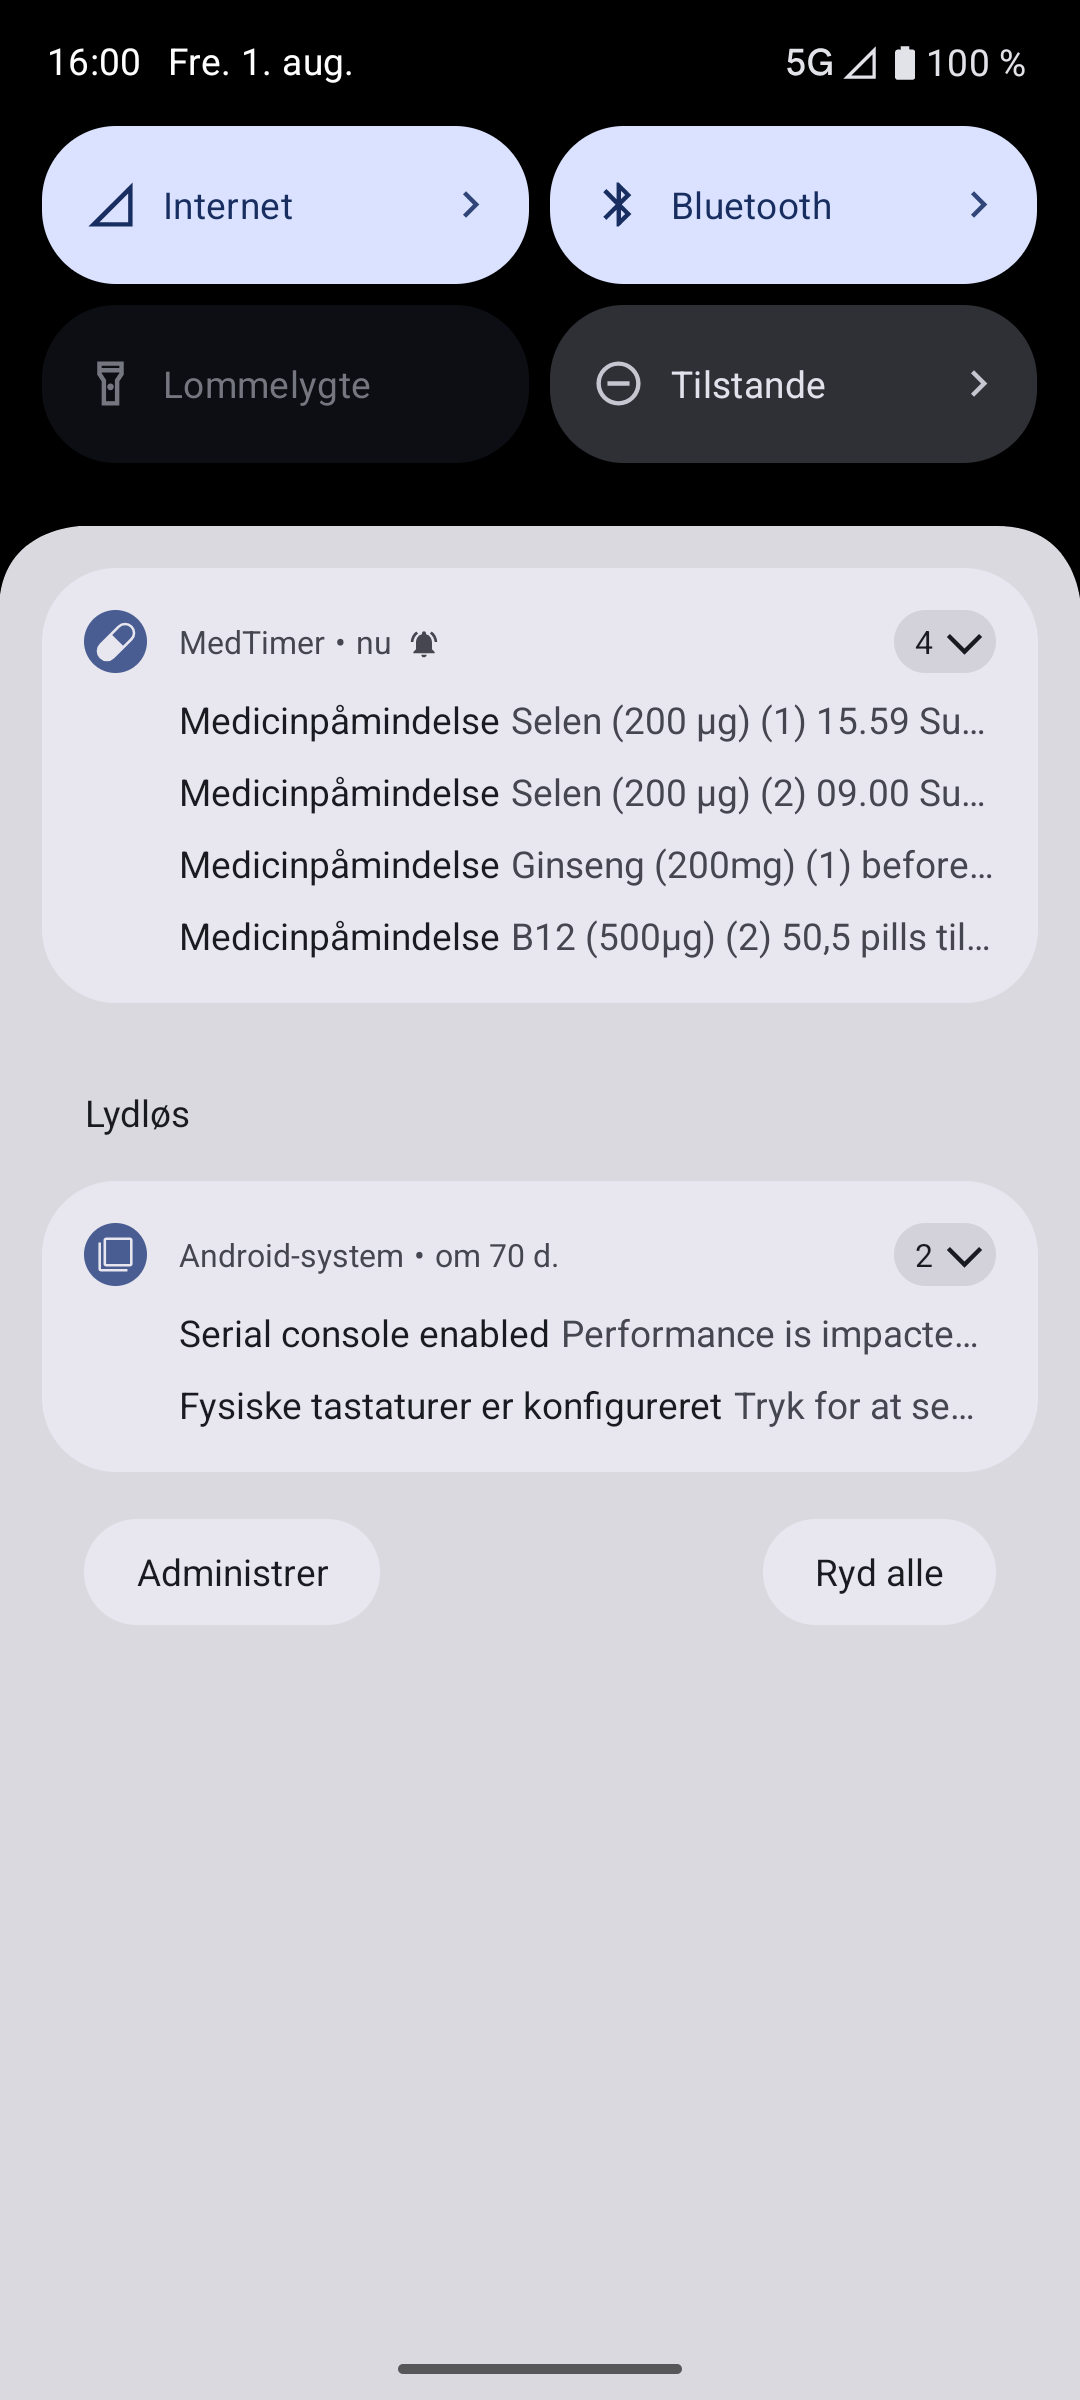 16:00 Fre. 1. aug. 5G 100 %
Internet
Bluetooth
Lommelygte
Tilstande
MedTimer • nu 4
Medicinpåmindelse Selen (200 µg) (1) 15.59 Su…
Medicinpåmindelse Selen (200 µg) (2) 09.00 Su…
Medicinpåmindelse Ginseng (200mg) (1) before…
Medicinpåmindelse B12 (500µg) (2) 50,5 pills til…
Lydløs
Android-system • om 70 d. 2
Serial console enabled Performance is impacte…
Fysiske tastaturer er konfigureret Tryk for at se…
Administrer
Ryd alle